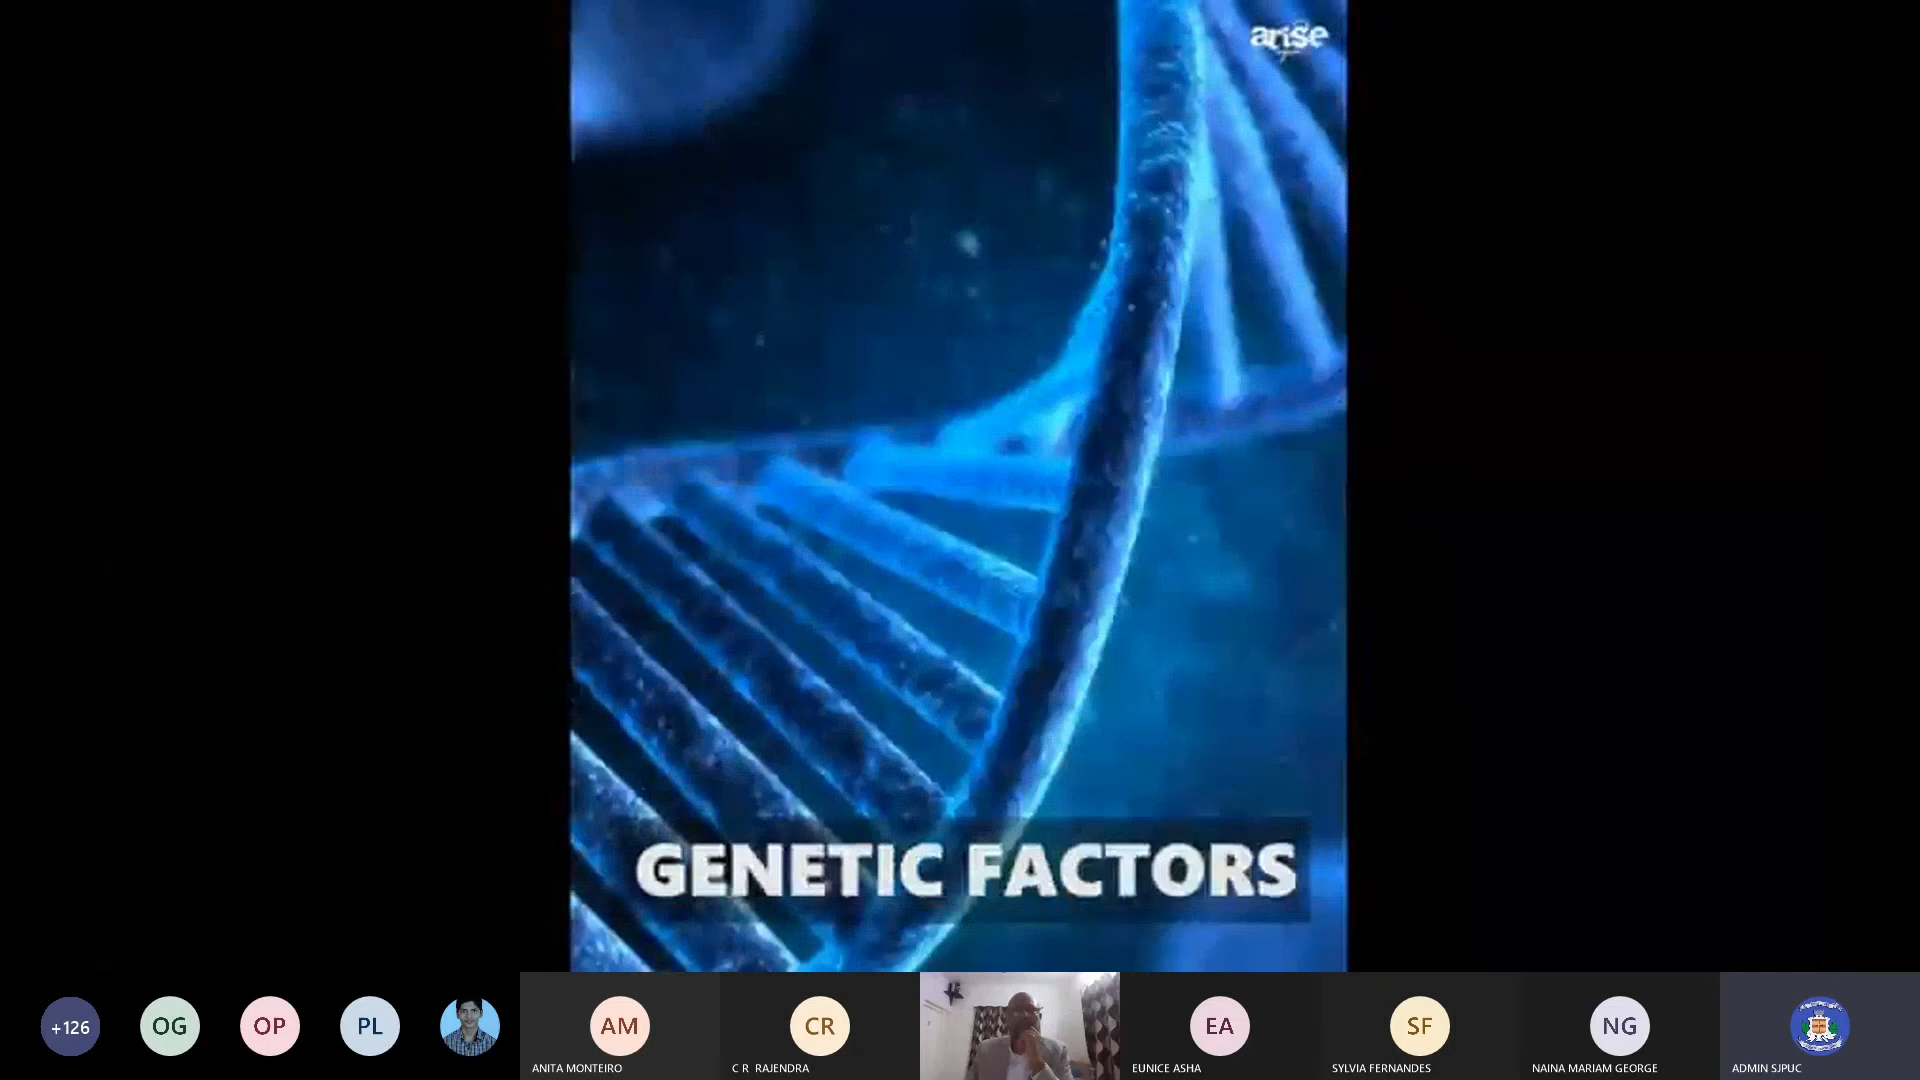 arise
GENETIC FACTORS
+126
OG
OP
PL
AM
CR
EA
SF
NG
ANITA MONTEIRO
C R RAJENDRA
EUNICE ASHA
SYLVIA FERNANDES
NAINA MARIAM GEORGE
ADMIN SJPUC